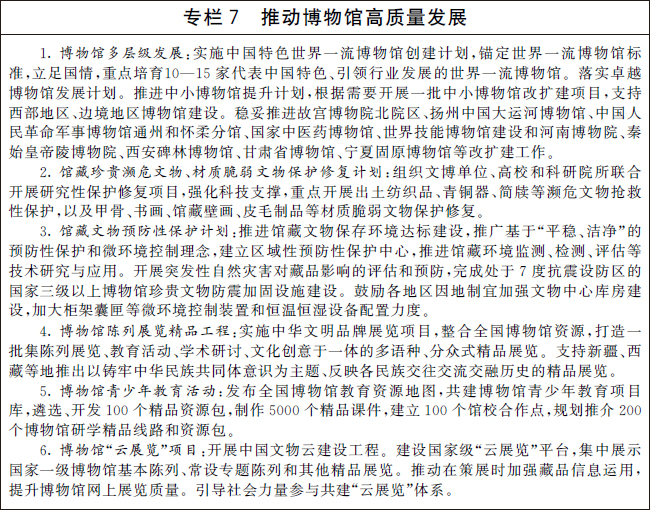 专栏 7　推动博物馆高质量发展
1. 博物馆多层级发展：实施中国特色世界一流博物馆创建计划，锚定世界一流博物馆标
准，立足国情，重点培育10—15 家代表中国特色、引领行业发展的世界一流博物馆。落实卓越
博物馆发展计划。推进中小博物馆提升计划，根据需要开展一批中小博物馆改扩建项目，支持
西部地区、边境地区博物馆建设。稳妥推进故宫博物院北院区、扬州中国大运河博物馆、中国人
民革命军事博物馆通州和怀柔分馆、国家中医药博物馆、世界技能博物馆建设和河南博物院、秦
始皇帝陵博物院、西安碑林博物馆、甘肃省博物馆、宁夏固原博物馆等改扩建工作。
2. 馆藏珍贵濒危文物、材质脆弱文物保护修复计划：组织文博单位、高校和科研院所联合
开展研究性保护修复项目，强化科技支撑，重点开展出土纺织品、青铜器、简牍等濒危文物抢救
性保护，以及甲骨、书画、馆藏壁画、皮毛制品等材质脆弱文物保护修复。
3. 馆藏文物预防性保护计划：推进馆藏文物保存环境达标建设，推广基于“平稳、洁净”的
预防性保护和微环境控制理念，建立区域性预防性保护中心，推进馆藏环境监测、检测、评估等
技术研究与应用。开展突发性自然灾害对藏品影响的评估和预防，完成处于 7 度抗震设防区的
国家三级以上博物馆珍贵文物防震加固设施建设。鼓励各地区因地制宜加强文物中心库房建
设，加大柜架囊匣等微环境控制装置和恒温恒湿设备配置力度。
4. 博物馆陈列展览精品工程：实施中华文明品牌展览项目，整合全国博物馆资源，打造一
批集陈列展览、教育活动、学术研讨、文化创意于一体的多语种、分众式精品展览。支持新疆、西
藏等地推出以铸牢中华民族共同体意识为主题、反映各民族交往交流交融历史的精品展览。
5. 博物馆青少年教育活动：发布全国博物馆教育资源地图，共建博物馆青少年教育项目
库，遴选、开发 100 个精品资源包，制作 5000 个精品课件，建立 100 个馆校合作点，规划推介 200
个博物馆研学精品线路和资源包。
6. 博物馆“云展览”项目：开展中国文物云建设工程。建设国家级“云展览”平台，集中展示
国家一级博物馆基本陈列、常设专题陈列和其他精品展览。推动在策展时加强藏品信息运用，
提升博物馆网上展览质量。引导社会力量参与共建“云展览”体系。